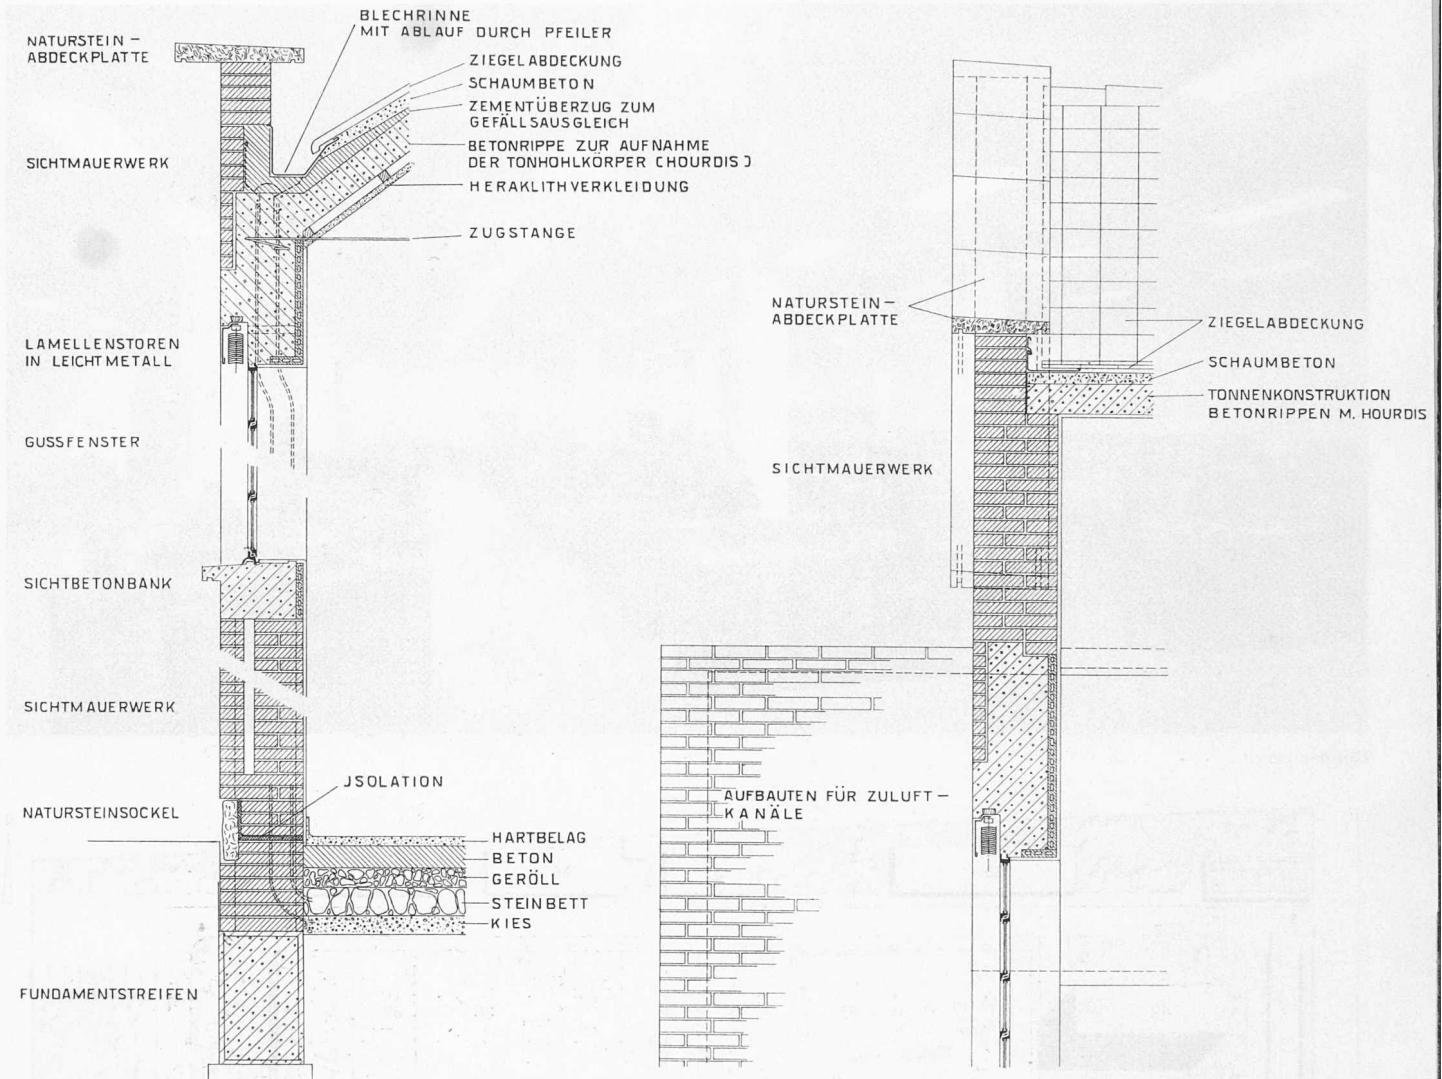 NATURSTEIN-
ABDECKPLATTE
SICHTMAUERWERK
LAMELLENSTOREN
IN LEICHTMETALL
GUSSFENSTER
SICHTBETONBANK
SICHTMAUERWERK
NATURSTEINSOCKEL
FUNDAMENTSTREIFEN
BLECHRINNE
MIT ABLAUF DURCH PFEILER
ZIEGELABDECKUNG
SCHAUMBETON
ZEMENTÜBERZUG ZUM
GEFÄLLSAUSGLEICH
BETONRIPPE ZUR AUFNAHME
DER TONHOHLKÖRPER (HOURDIS)
HERAKLITHVERKLEIDUNG
ZUGSTANGE
JSOLATION
HARTBELAG
BETON
GERÖLL
STEINBETT
KIES
NATURSTEIN-
ABDECKPLATTE
SICHTMAUERWERK
AUFBAUTEN FÜR ZULUFT-
KANÄLE
ZIEGELABDECKUNG
SCHAUMBETON
TONNENKONSTRUKTION
BETONRIPPEN M. HOURDIS